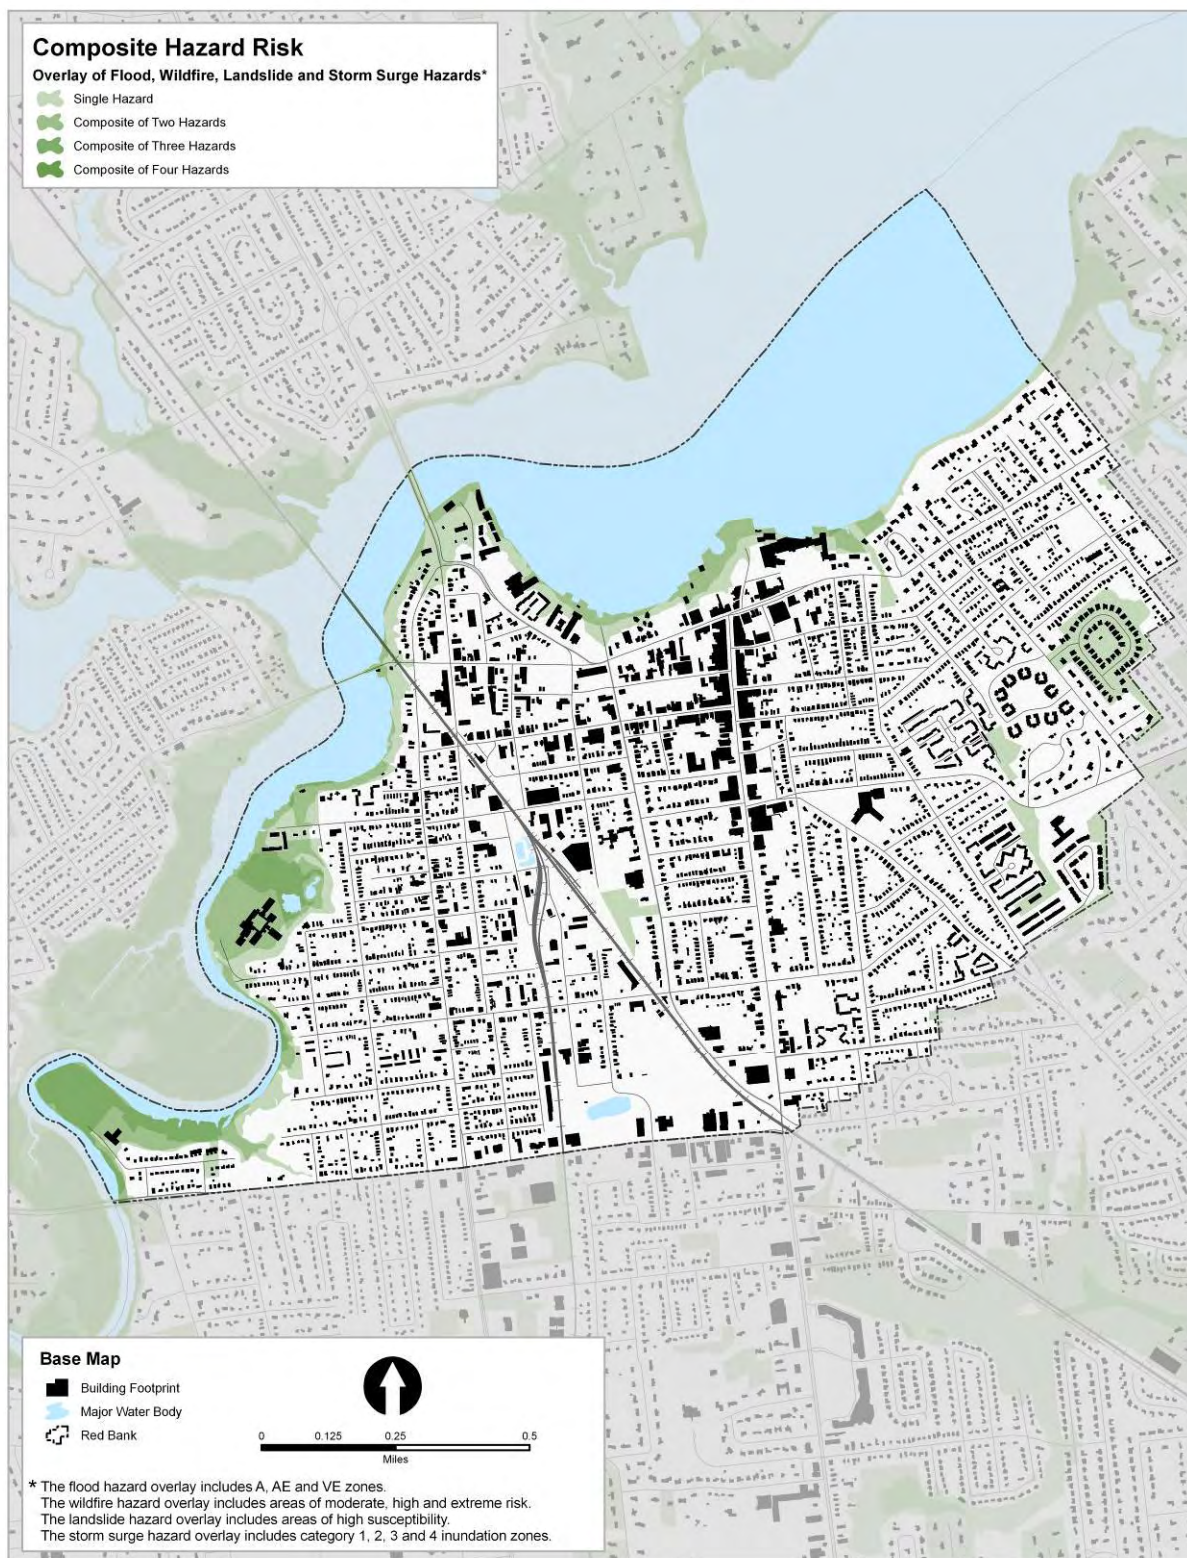 Composite Hazard Risk
Overlay of Flood, Wildfire, Landslide and Storm Surge Hazards*
Single Hazard
Composite of Two Hazards
Composite of Three Hazards
Composite of Four Hazards
Base Map
Building Footprint
Major Water Body
Red Bank
0 0.125 0.25 0.5
Miles
* The flood hazard overlay includes A, AE and VE zones.
The wildfire hazard overlay includes areas of moderate, high and extreme risk.
The landslide hazard overlay includes areas of high susceptibility.
The storm surge hazard overlay includes category 1, 2, 3 and 4 inundation zones.